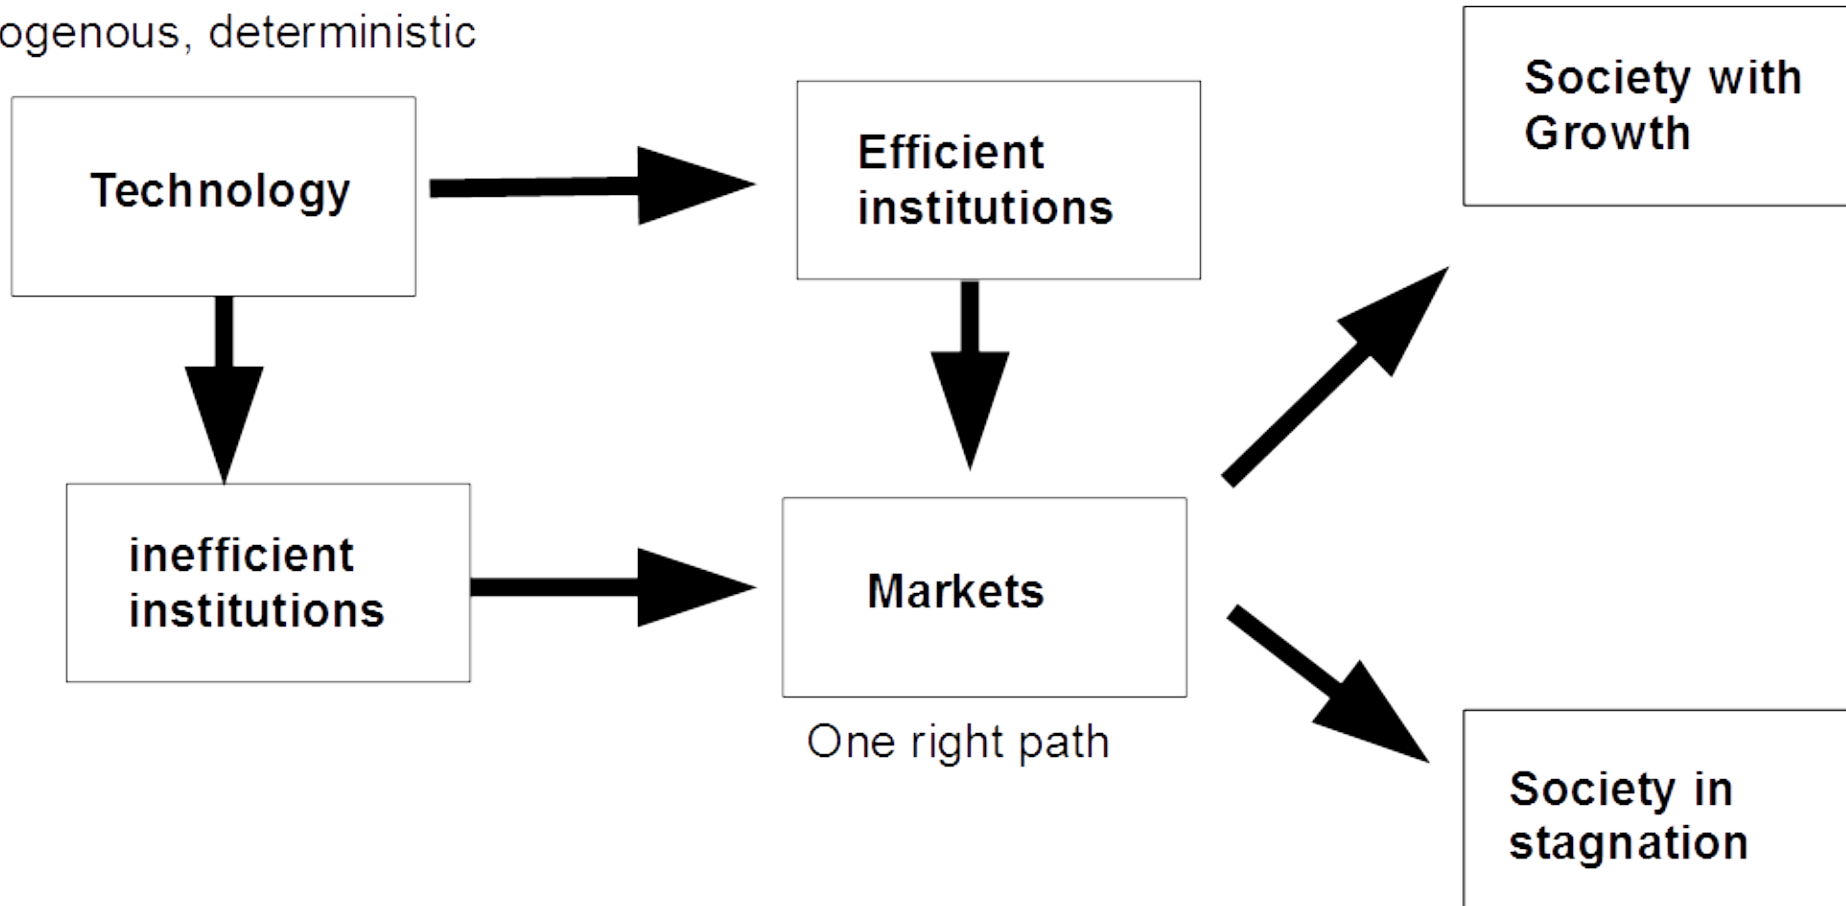 ogenous, deterministic
Technology
Efficient
institutions
Society with
Growth
inefficient
institutions
Markets
One right path
Society in
stagnation